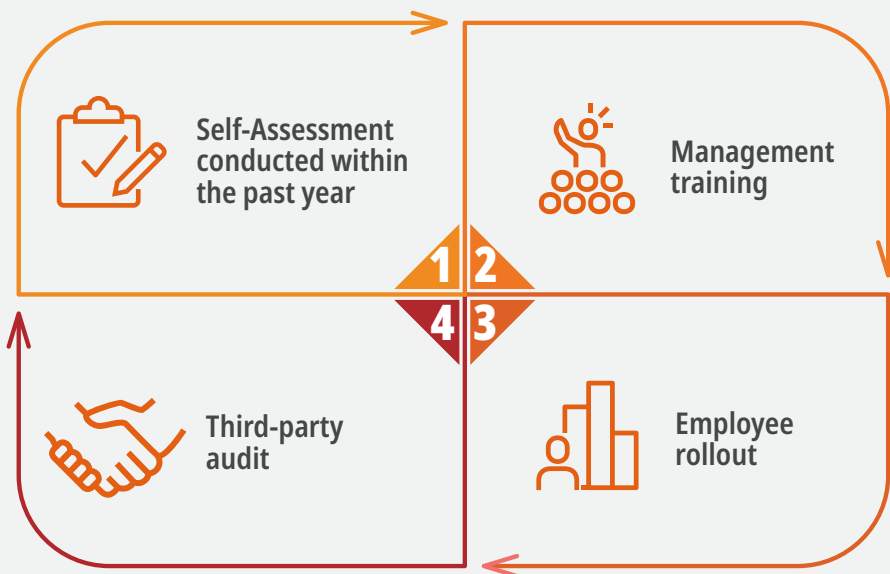 Self-Assessment
conducted within
the past year
Management
training
1
2
4
3
Third-party
audit
Employee
rollout